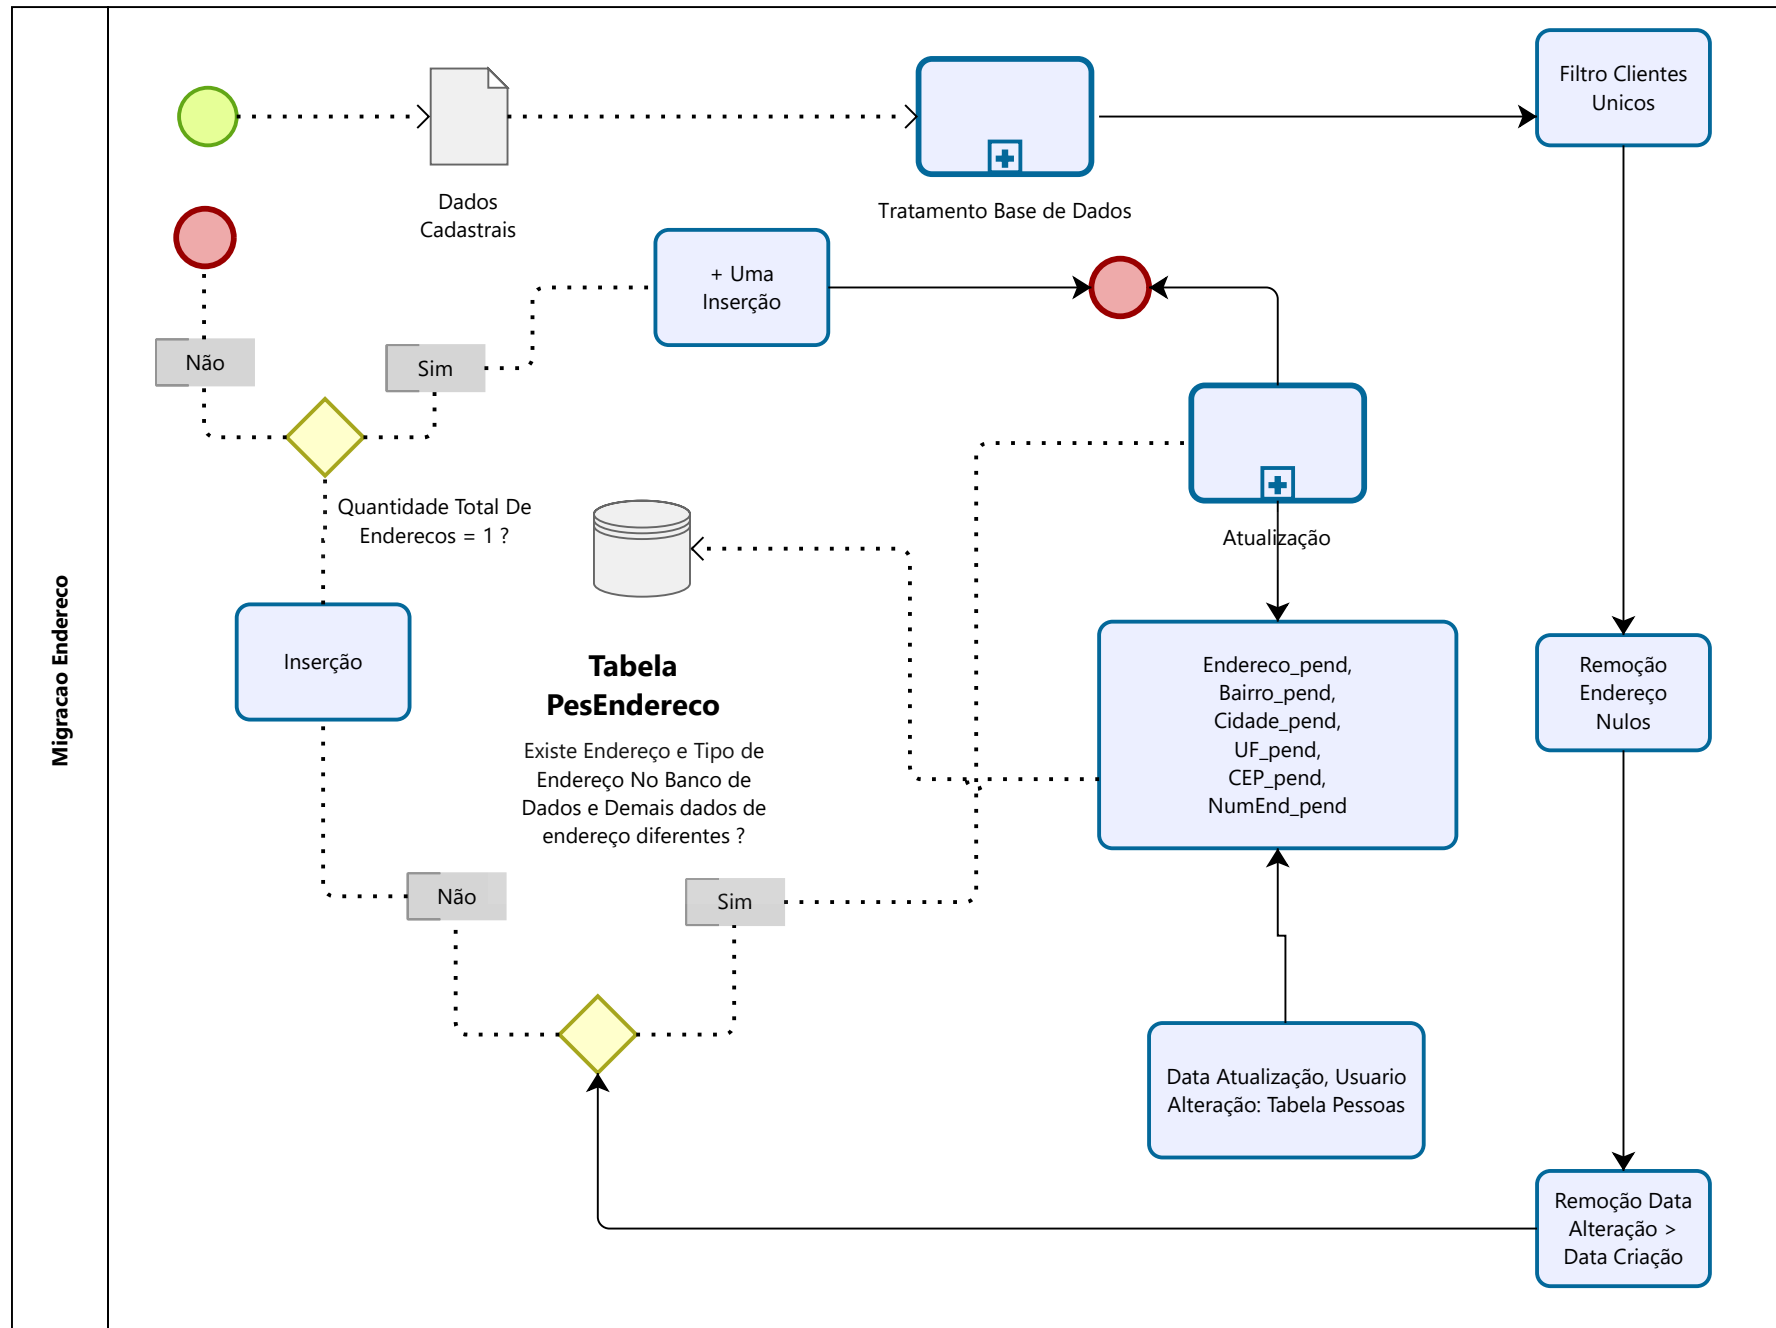 Migracao Endereco
Filtro Clientes
Unicos
Dados
Cadastrais
Tratamento Base de Dados
+ Uma
Inserção
Não
Sim
Quantidade Total De
Enderecos = 1 ?
Atualização
Inserção
Tabela
PesEndereco
Existe Endereço e Tipo de
Endereço No Banco de
Dados e Demais dados de
endereço diferentes ?
Endereco_pend,
Bairro_pend,
Cidade_pend,
UF_pend,
CEP_pend,
NumEnd_pend
Remoção
Endereço
Nulos
Não
Sim
Data Atualização, Usuario
Alteração: Tabela Pessoas
Remoção Data
Alteração >
Data Criação